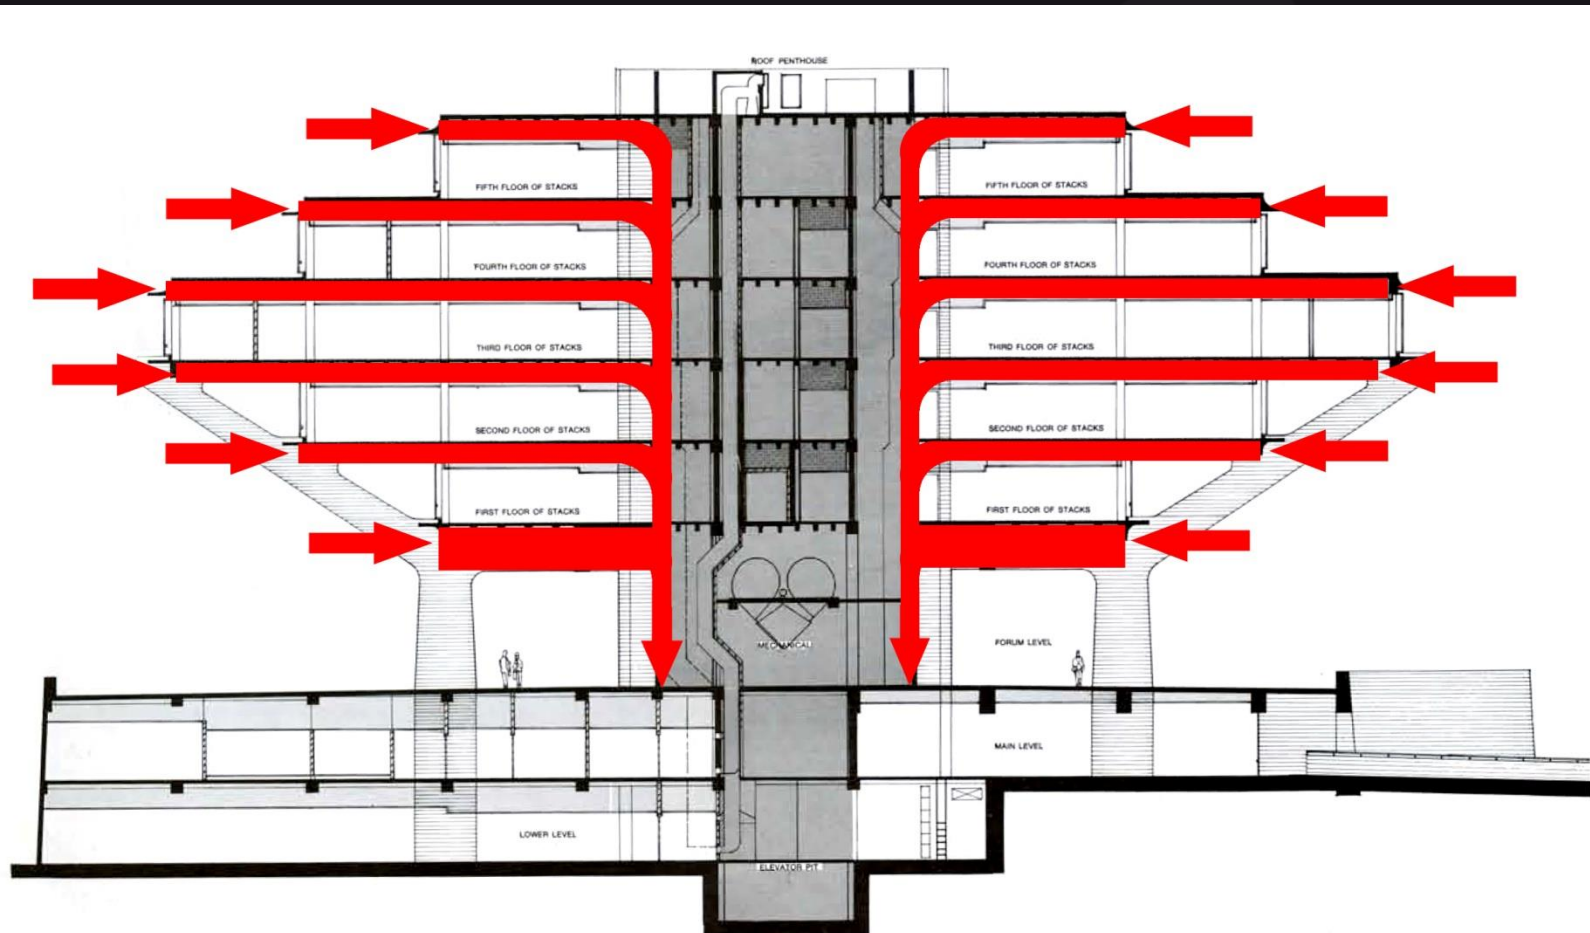 ROOF PENTHOUSE
FIFTH FLOOR OF STACKS
FIFTH FLOOR OF STACKS
FOURTH FLOOR OF STACKS
FOURTH FLOOR OF STACKS
THIRD FLOOR OF STACKS
THIRD FLOOR OF STACKS
SECOND FLOOR OF STACKS
SECOND FLOOR OF STACKS
FIRST FLOOR OF STACKS
FIRST FLOOR OF STACKS
MECHANICAL
FORUM LEVEL
MAIN LEVEL
LOWER LEVEL
ELEVATOR PIT